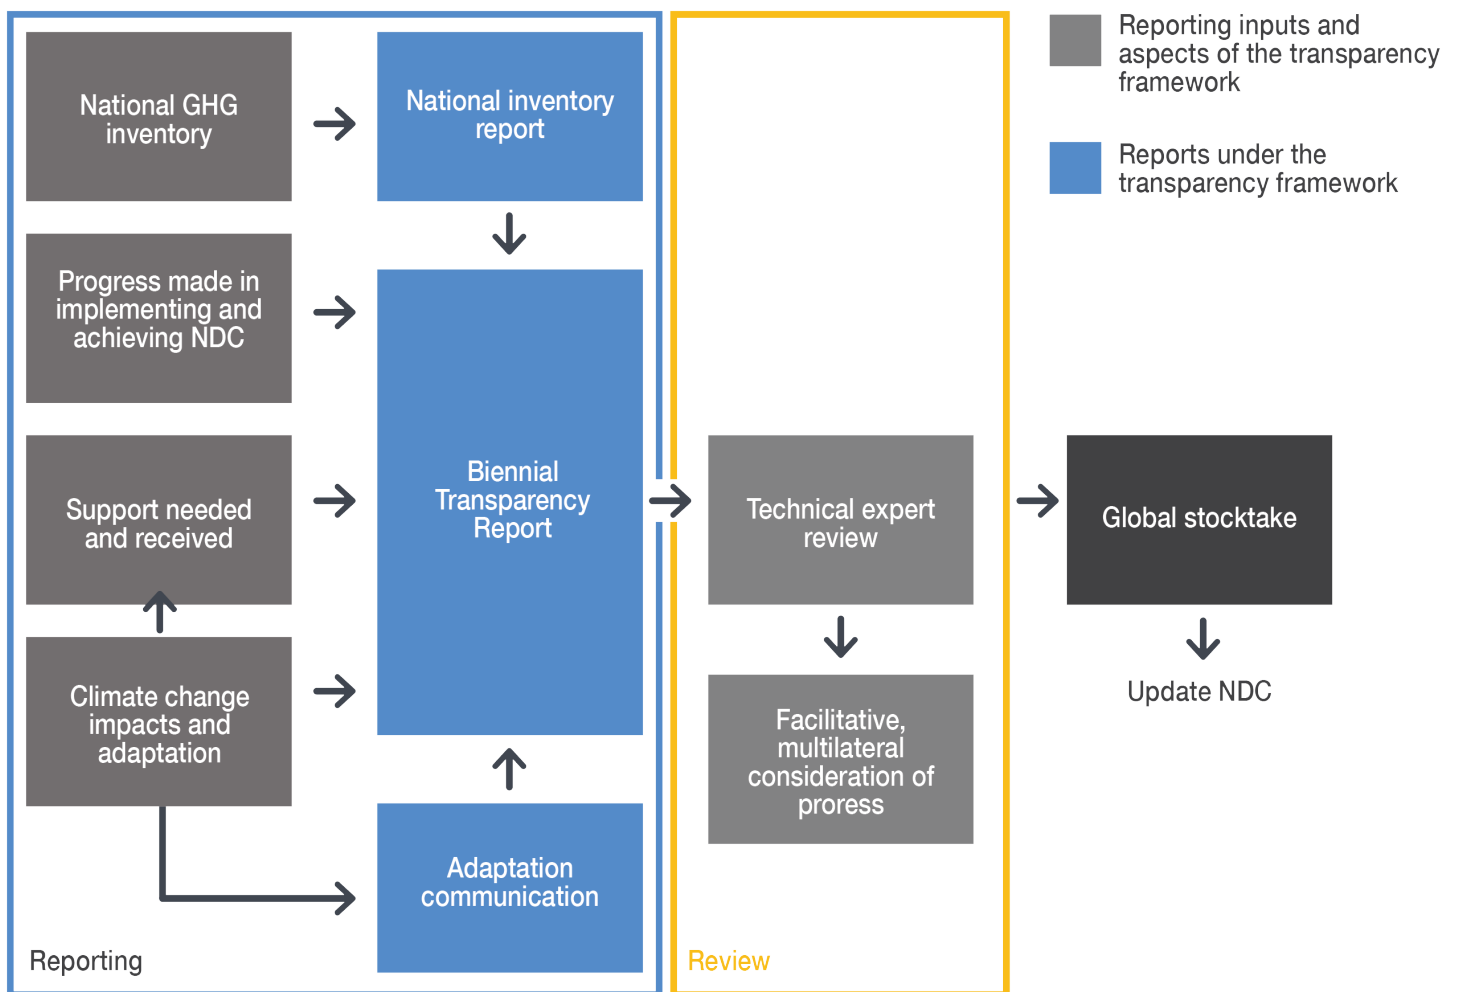 National GHG
inventory
National inventory
report
Progress made in
implementing and
achieving NDC
Support needed
and received
Climate change
impacts and
adaptation
Biennial
Transparency
Report
Adaptation
communication
Reporting
Technical expert
review
Facilitative,
multilateral
consideration of
proress
Review
Global stocktake
Update NDC
Reporting inputs and
aspects of the transparency
framework
Reports under the
transparency framework